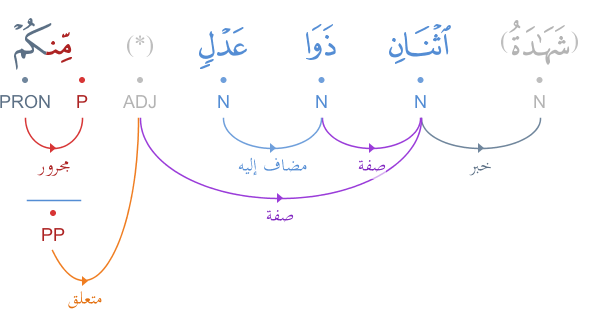 (شَهَـٰدَةُ) ٱثْنَانِ ذَوَا عَدْلٍ (*) مِّنكُمْ
N N N N ADJ P PRON
مجرور مضاف إليه صفة خبر
صفة
PP
متعلق